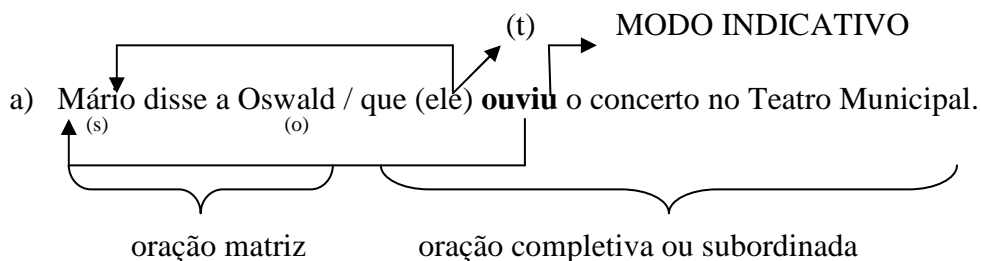 (t) MODO INDICATIVO
a) Mário disse a Oswald / que (ele) ouviu o concerto no Teatro Municipal.
(s) (o)
oração matriz oração completiva ou subordinada